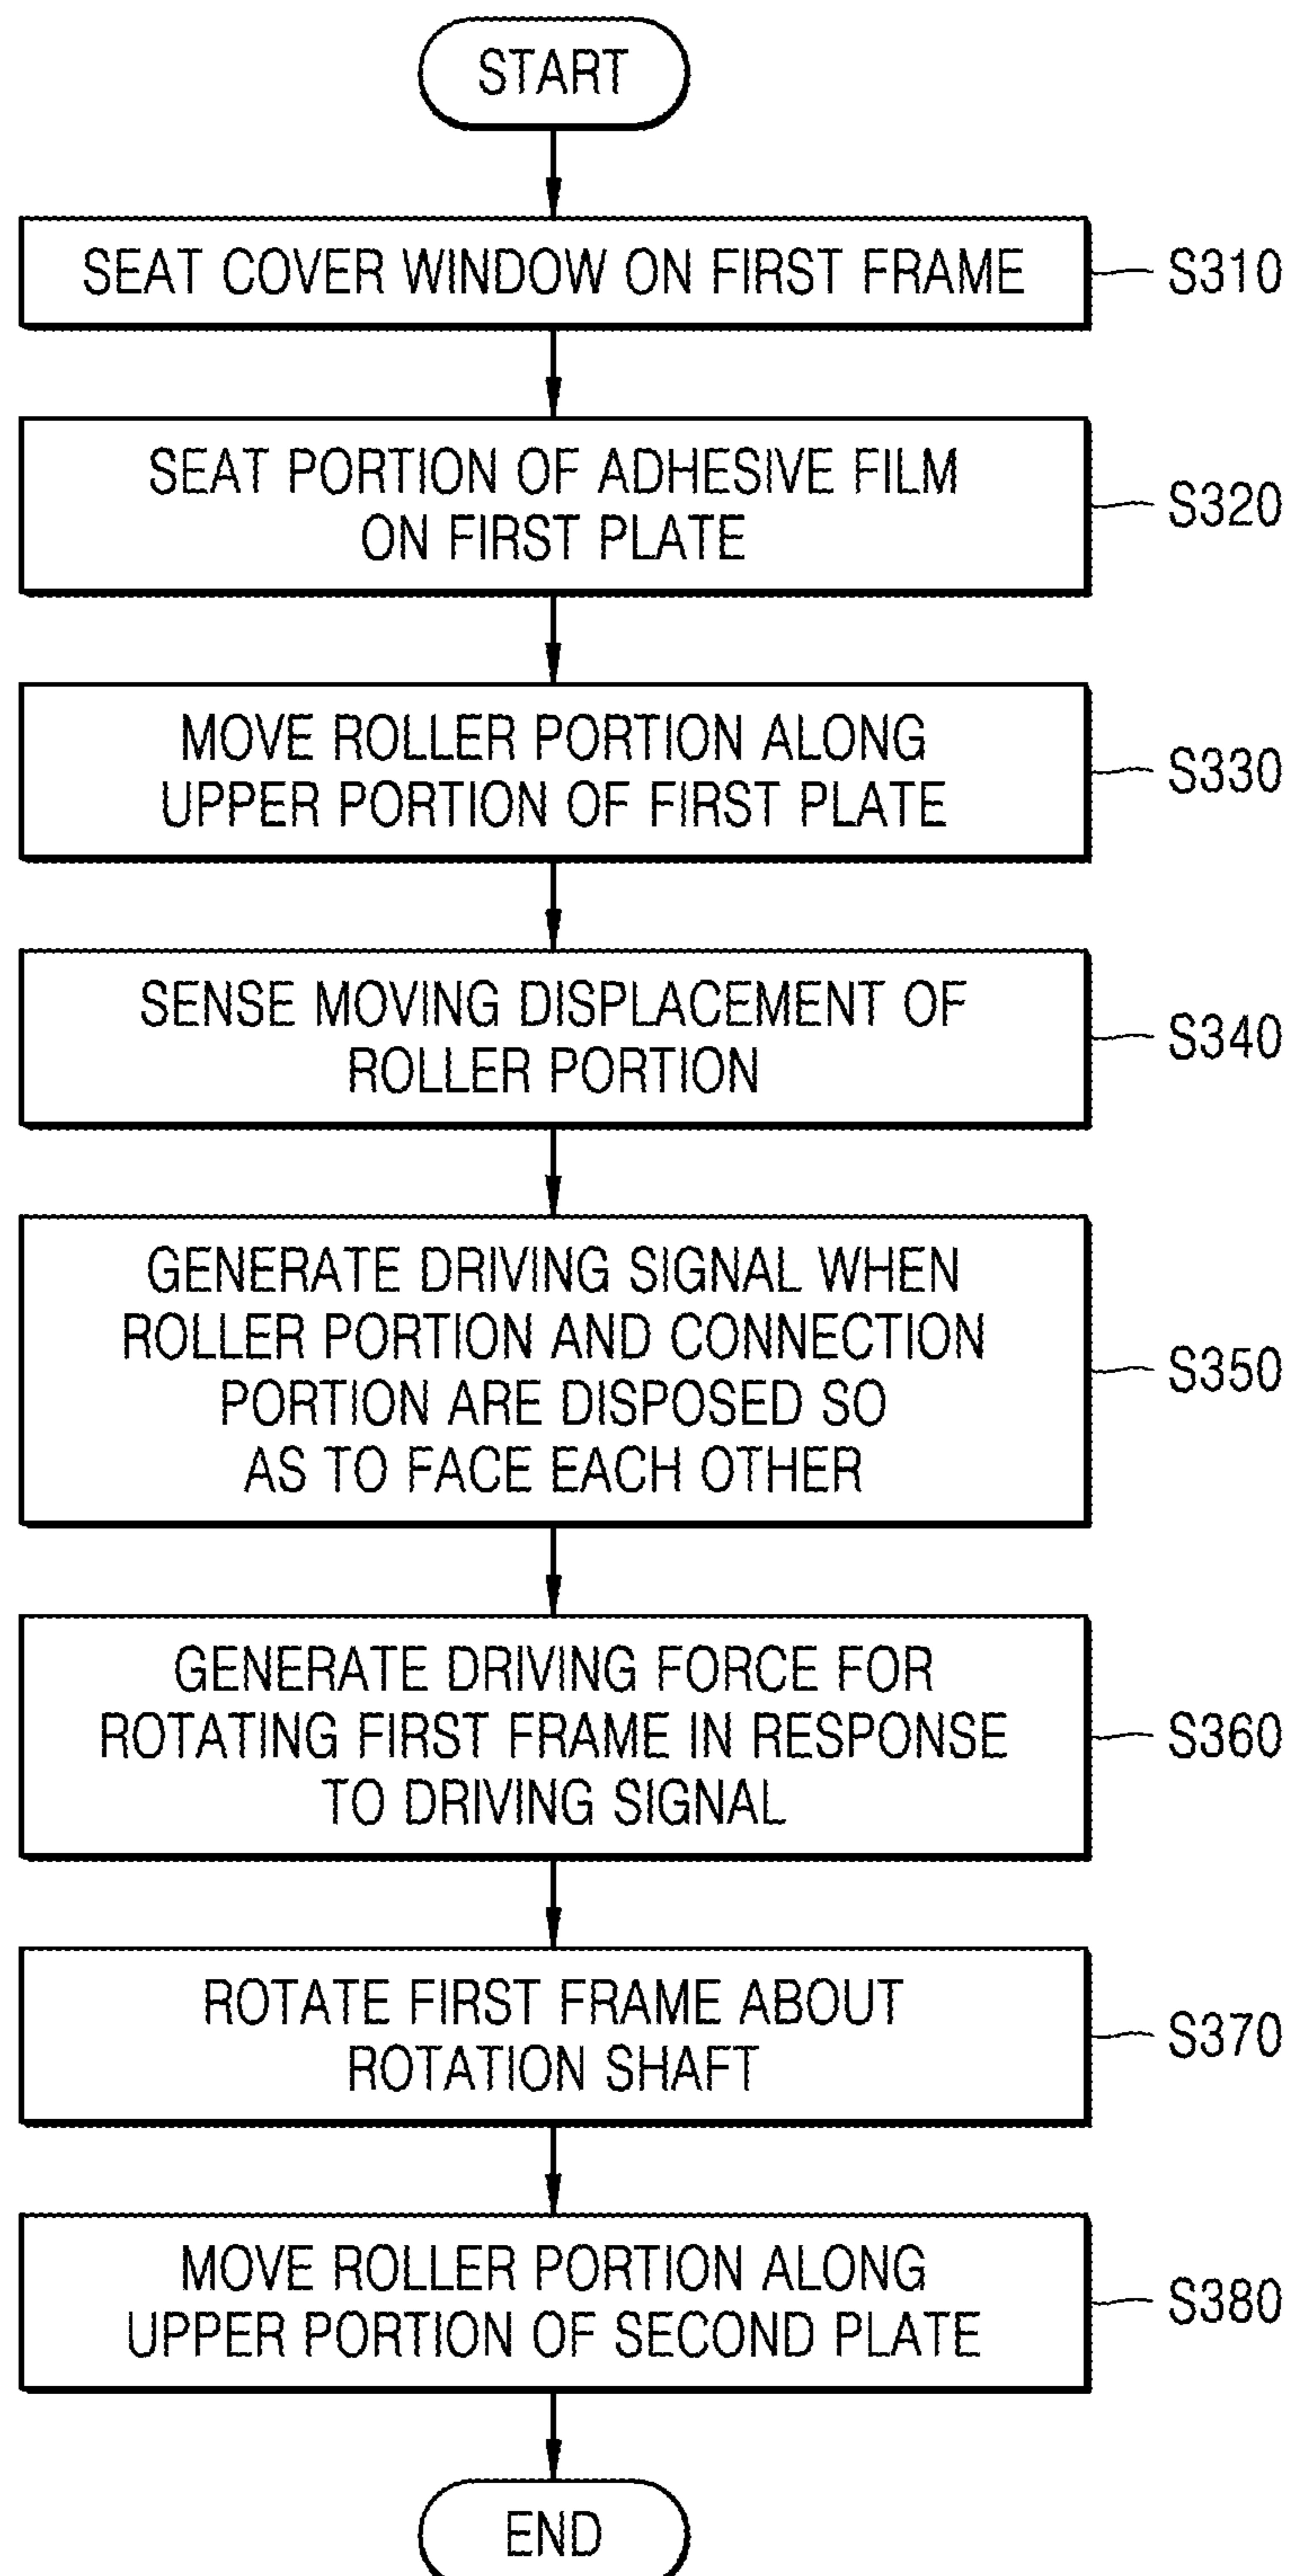 START
SEAT COVER WINDOW ON FIRST FRAME
S310
SEAT PORTION OF ADHESIVE FILM
ON FIRST PLATE
S320
MOVE ROLLER PORTION ALONG
UPPER PORTION OF FIRST PLATE
S330
SENSE MOVING DISPLACEMENT OF
ROLLER PORTION
S340
GENERATE DRIVING SIGNAL WHEN
ROLLER PORTION AND CONNECTION
PORTION ARE DISPOSED SO
AS TO FACE EACH OTHER
S350
GENERATE DRIVING FORCE FOR
ROTATING FIRST FRAME IN RESPONSE
TO DRIVING SIGNAL
S360
ROTATE FIRST FRAME ABOUT
ROTATION SHAFT
S370
MOVE ROLLER PORTION ALONG
UPPER PORTION OF SECOND PLATE
S380
END